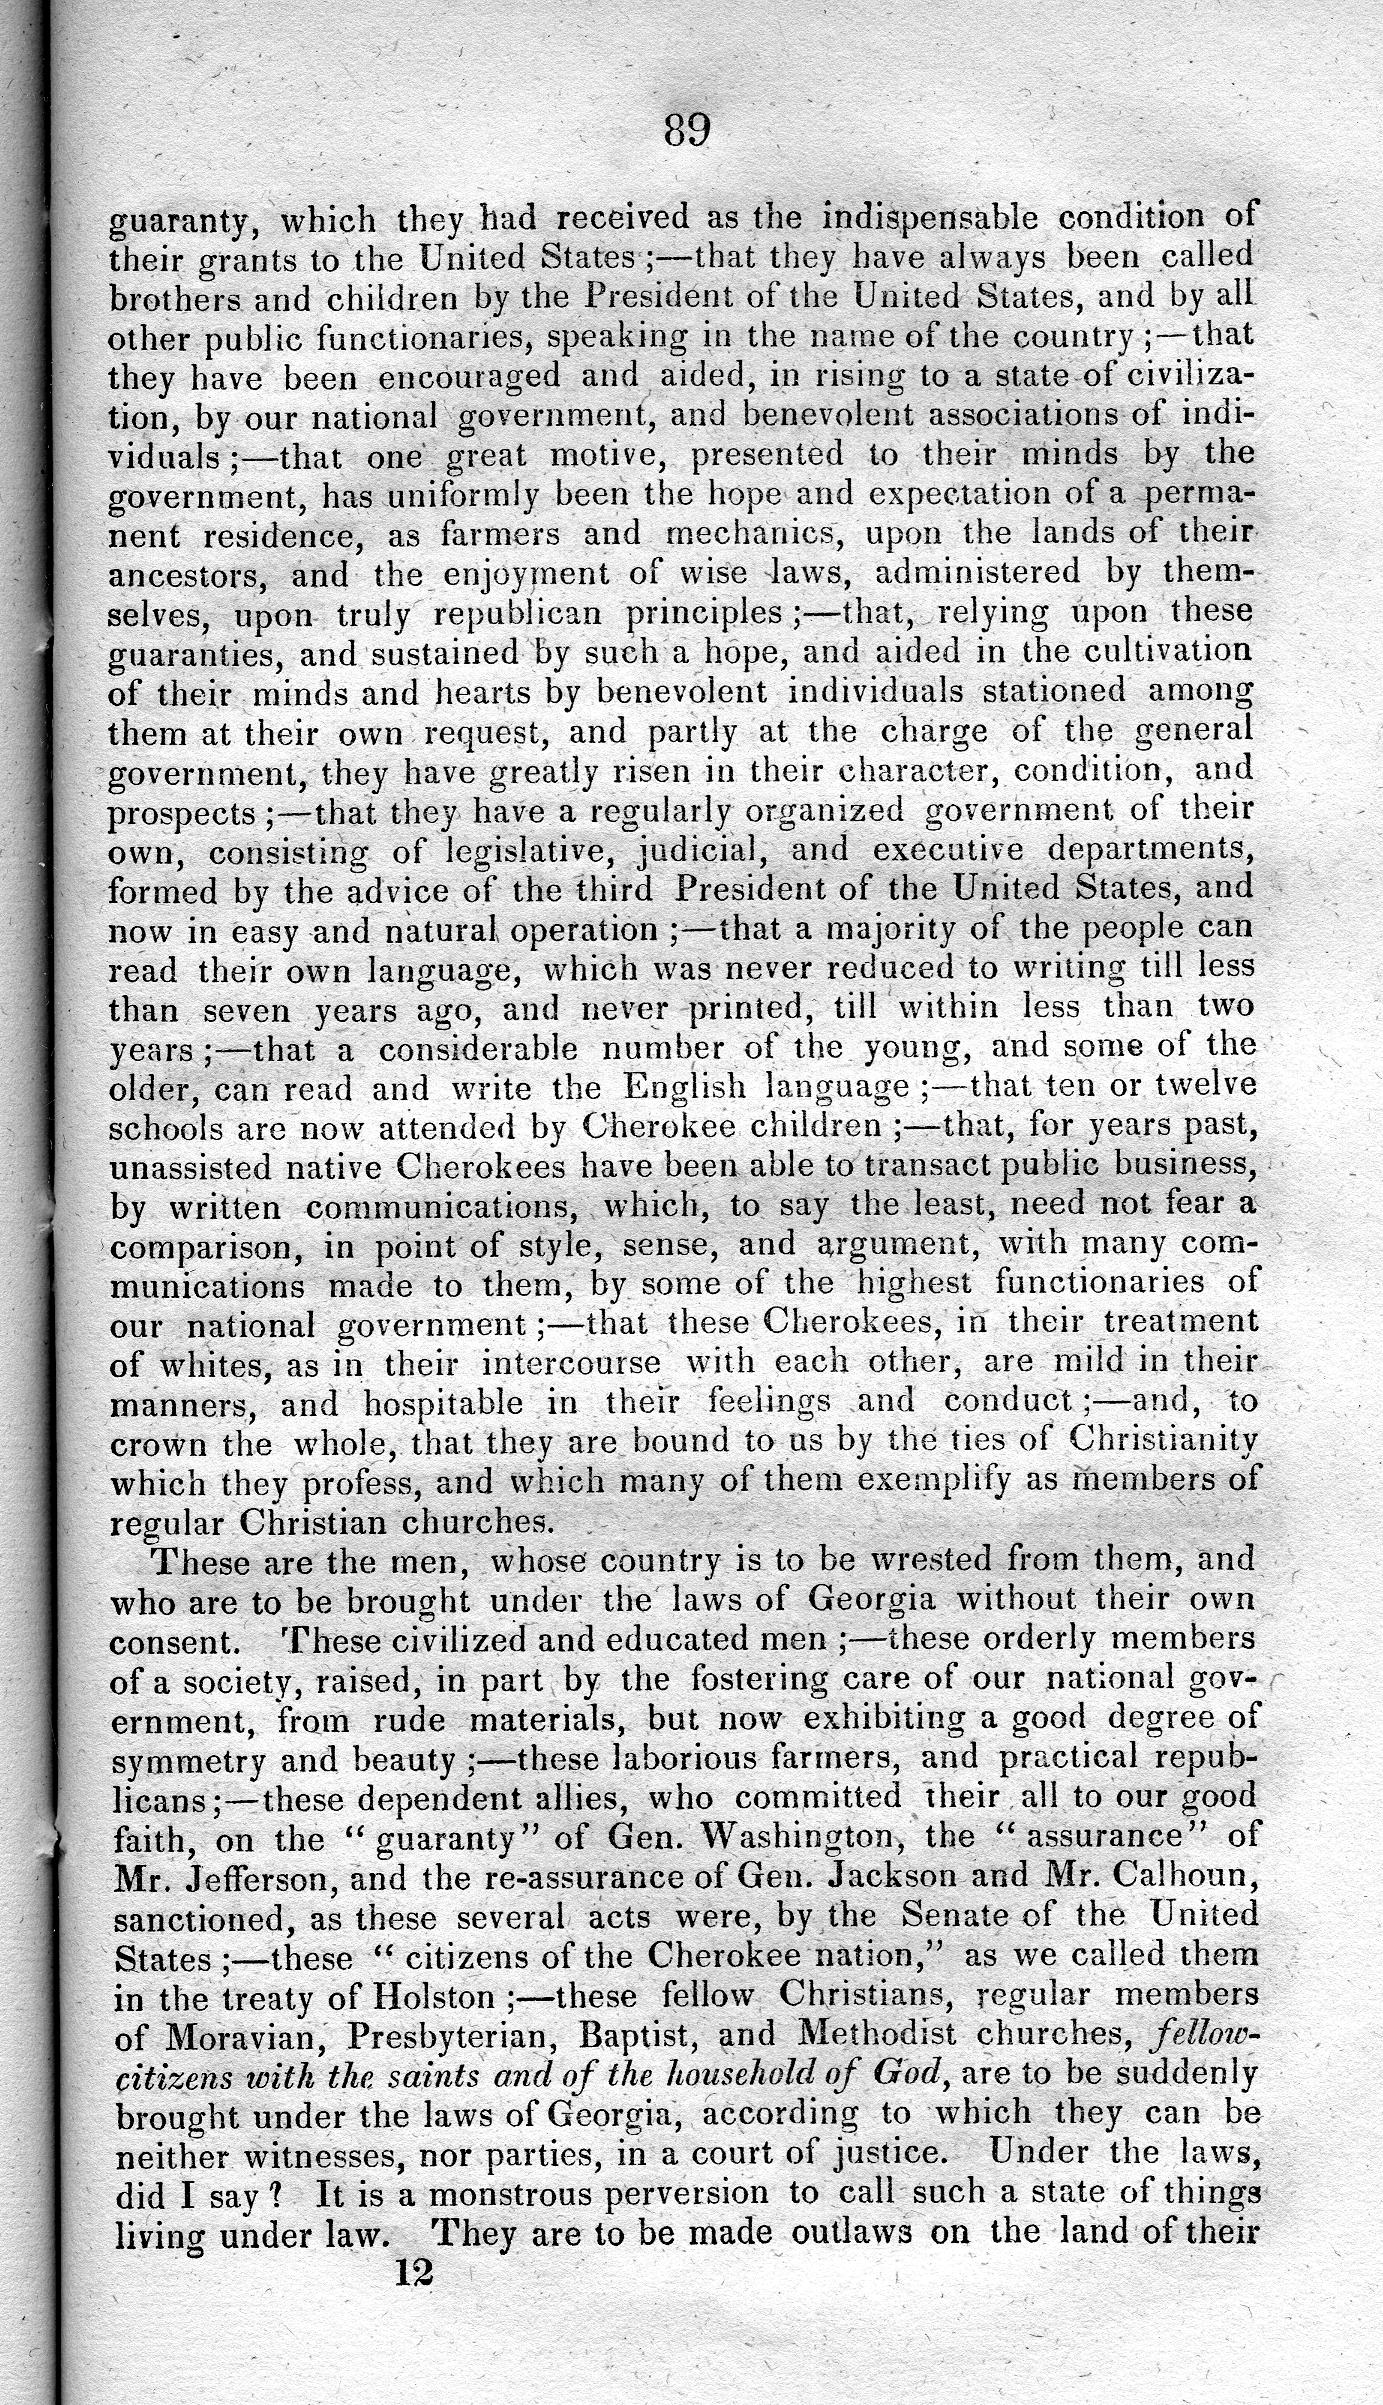 89
guaranty, which they had received as the indispensable condition of
their grants to the United States ;—that they have always been called
brothers and children by the President of the United States, and by all
other public functionaries, speaking in the name of the country ;—that
they have been encouraged and aided, in rising to a state of civiliza-
tion, by our national government, and benevolent associations of indi-
viduals ;—that one great motive, presented to their minds by the
government, has uniformly been the hope and expectation of a perma-
nent residence, as farmers and mechanics, upon the lands of their
ancestors, and the enjoyment of wise laws, administered by them-
selves, upon truly republican principles ;—that, relying upon these
guaranties, and sustained by such a hope, and aided in the cultivation
of their minds and hearts by benevolent individuals stationed among
them at their own request, and partly at the charge of the general
government, they have greatly risen in their character, condition, and
prospects ;—that they have a regularly organized government of their
own, consisting of legislative, judicial, and executive departments,
formed by the advice of the third President of the United States, and
now in easy and natural operation ;—that a majority of the people can
read their own language, which was never reduced to writing till less
than seven years ago, and never printed, till within less than two
years ;—that a considerable number of the young, and some of the
older, can read and write the English language ;—that ten or twelve
schools are now attended by Cherokee children ;—that, for years past,
unassisted native Cherokees have been able to transact public business,
by written communications, which, to say the least, need not fear a
comparison, in point of style, sense, and argument, with many com-
munications made to them, by some of the highest functionaries of
our national government ;—that these Cherokees, in their treatment
of whites, as in their intercourse with each other, are mild in their
manners, and hospitable in their feelings and conduct ;—and, to
crown the whole, that they are bound to us by the ties of Christianity
which they profess, and which many of them exemplify as members of
regular Christian churches.
These are the men, whose country is to be wrested from them, and
who are to be brought under the laws of Georgia without their own
consent. These civilized and educated men ;—these orderly members
of a society, raised, in part by the fostering care of our national gov-
ernment, from rude materials, but now exhibiting a good degree of
symmetry and beauty ;—these laborious farmers, and practical repub-
licans;—these dependent allies, who committed their all to our good
faith, on the “ guaranty” of Gen. Washington, the “ assurance” of
Mr. Jefferson, and the re-assurance of Gen. Jackson and Mr. Calhoun,
sanctioned, as these several acts were, by the Senate of the United
States ;—these “ citizens of the Cherokee nation,” as we called them
in the treaty of Holston ;—these fellow Christians, regular members
of Moravian, Presbyterian, Baptist, and Methodist churches, fellow-
citizens with the saints and of the household of God, are to be suddenly
brought under the laws of Georgia, according to which they can be
neither witnesses, nor parties, in a court of justice. Under the laws,
did I say ? It is a monstrous perversion to call such a state of things
living under law. They are to be made outlaws on the land of their
12